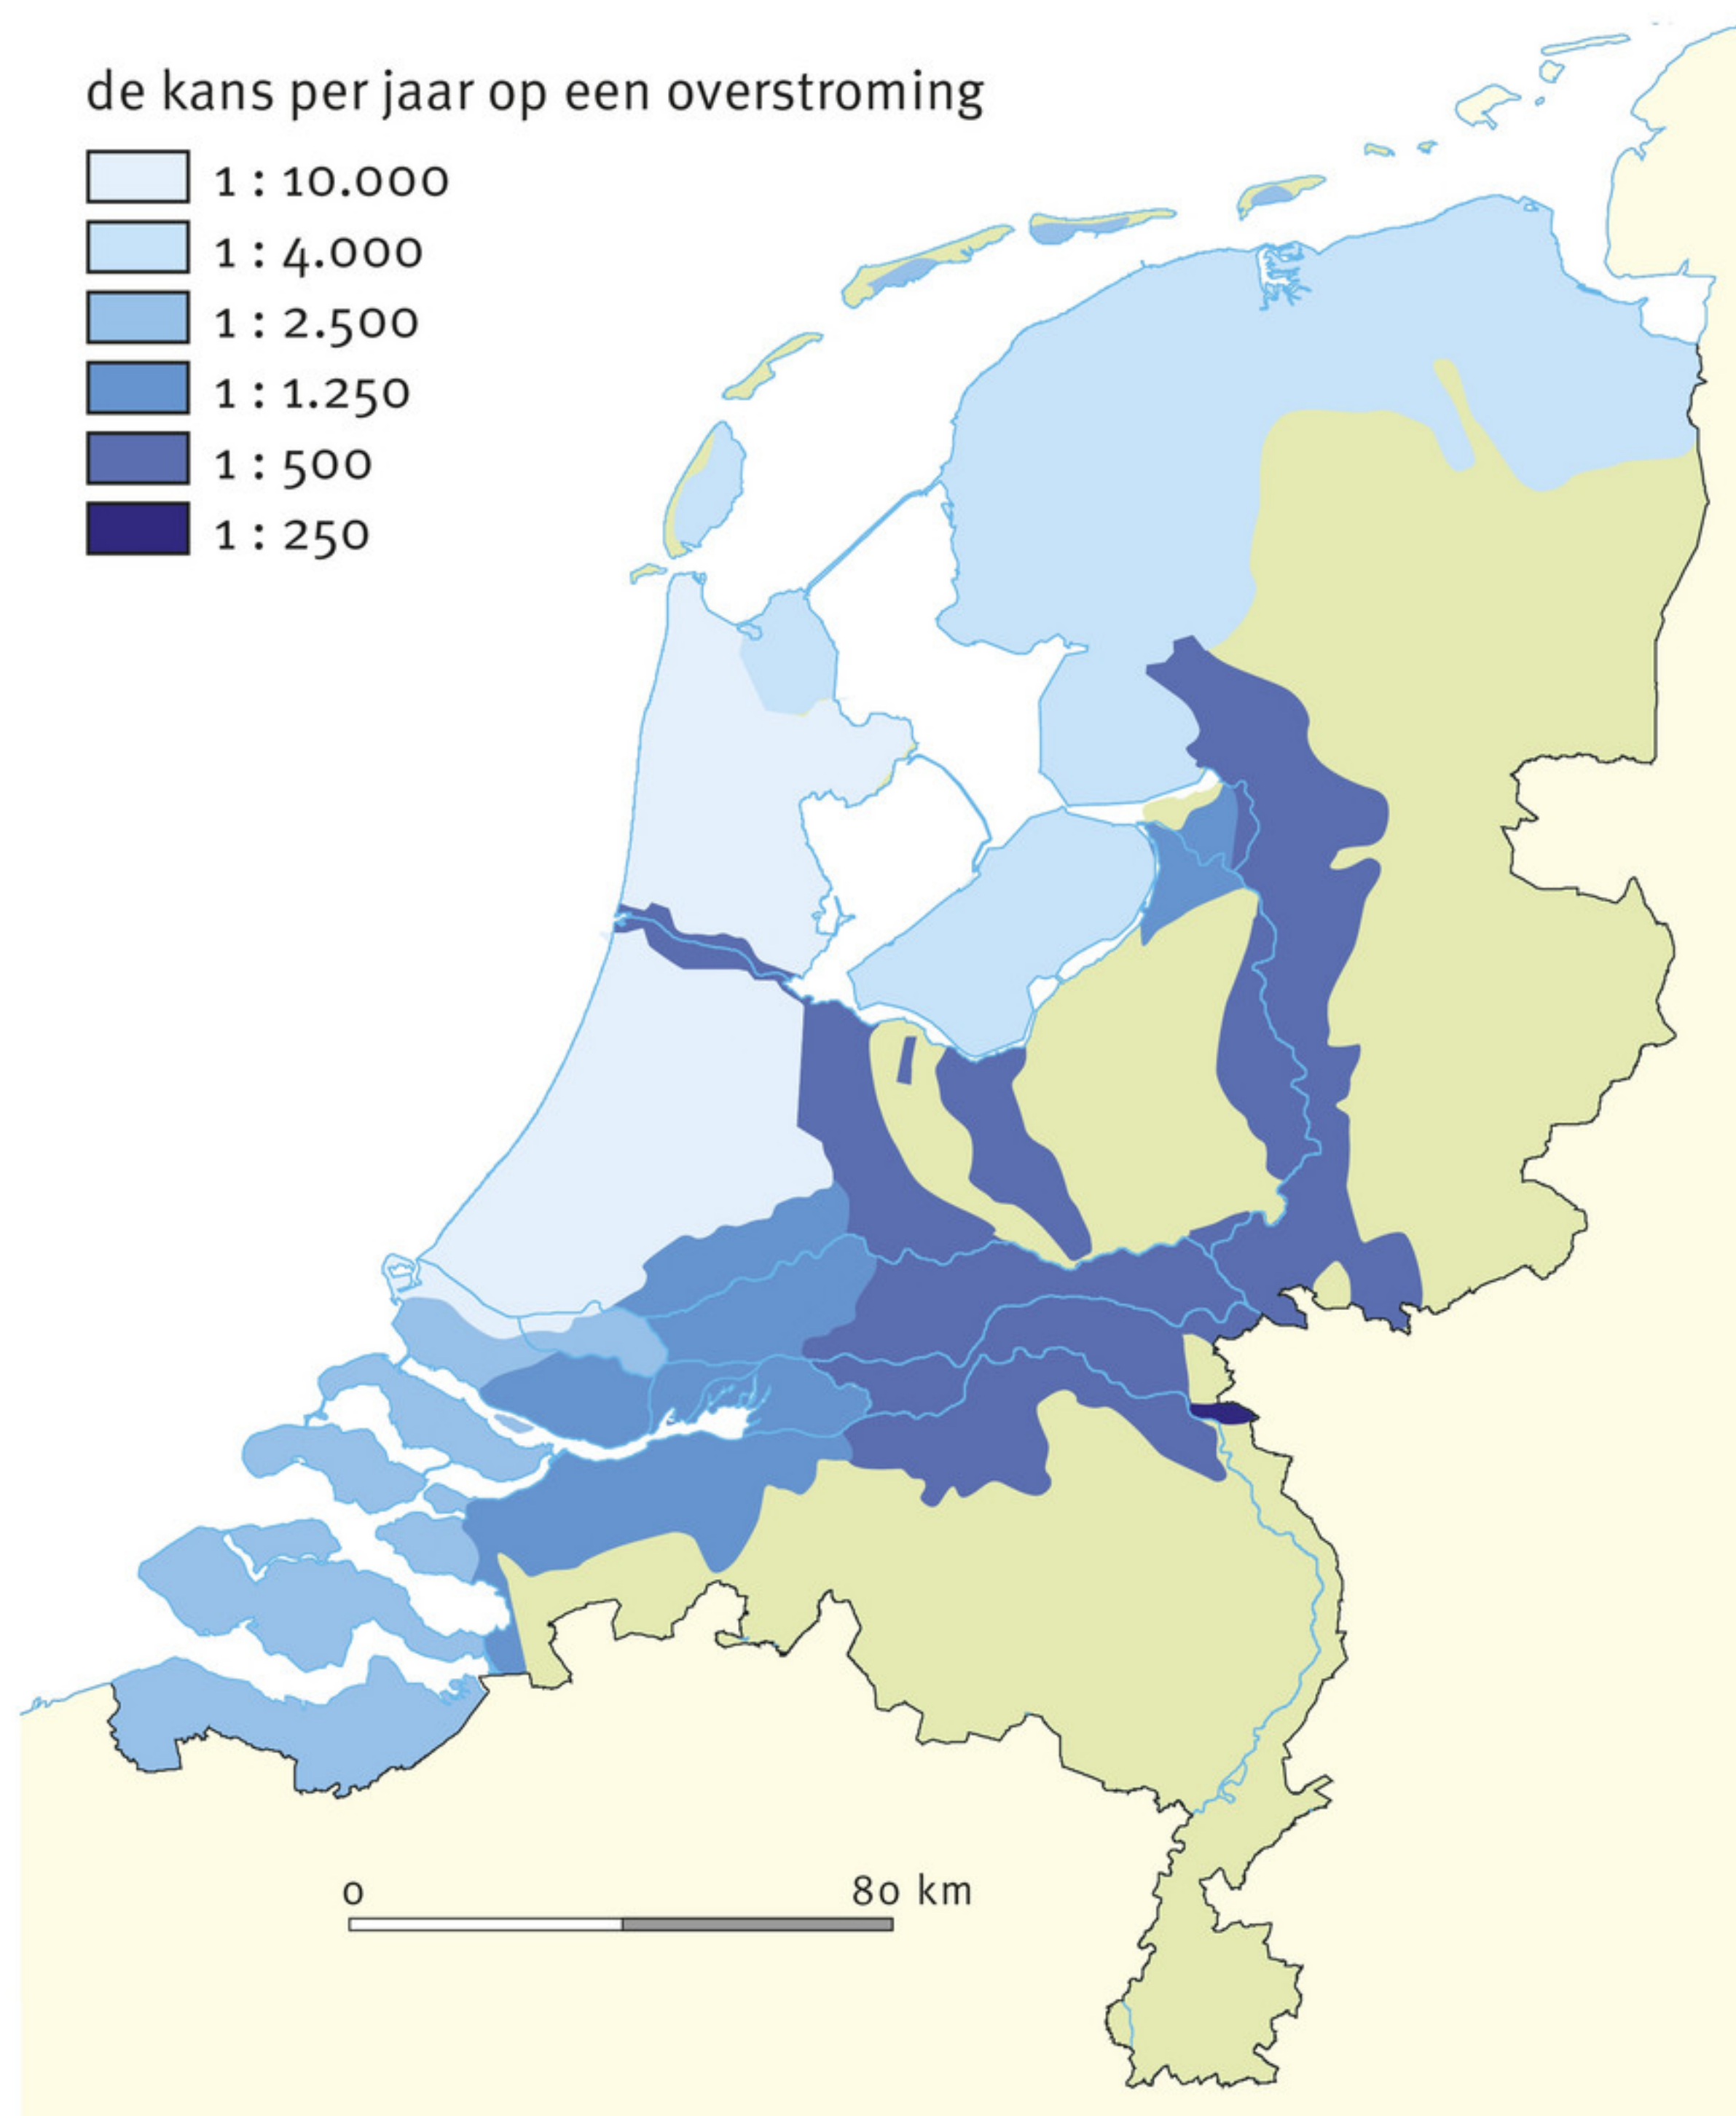 de kans per jaar op een overstroming
1 : 10.000
1 : 4.000
1 : 2.500
1 : 1.250
1 : 500
1 : 250
0 80 km